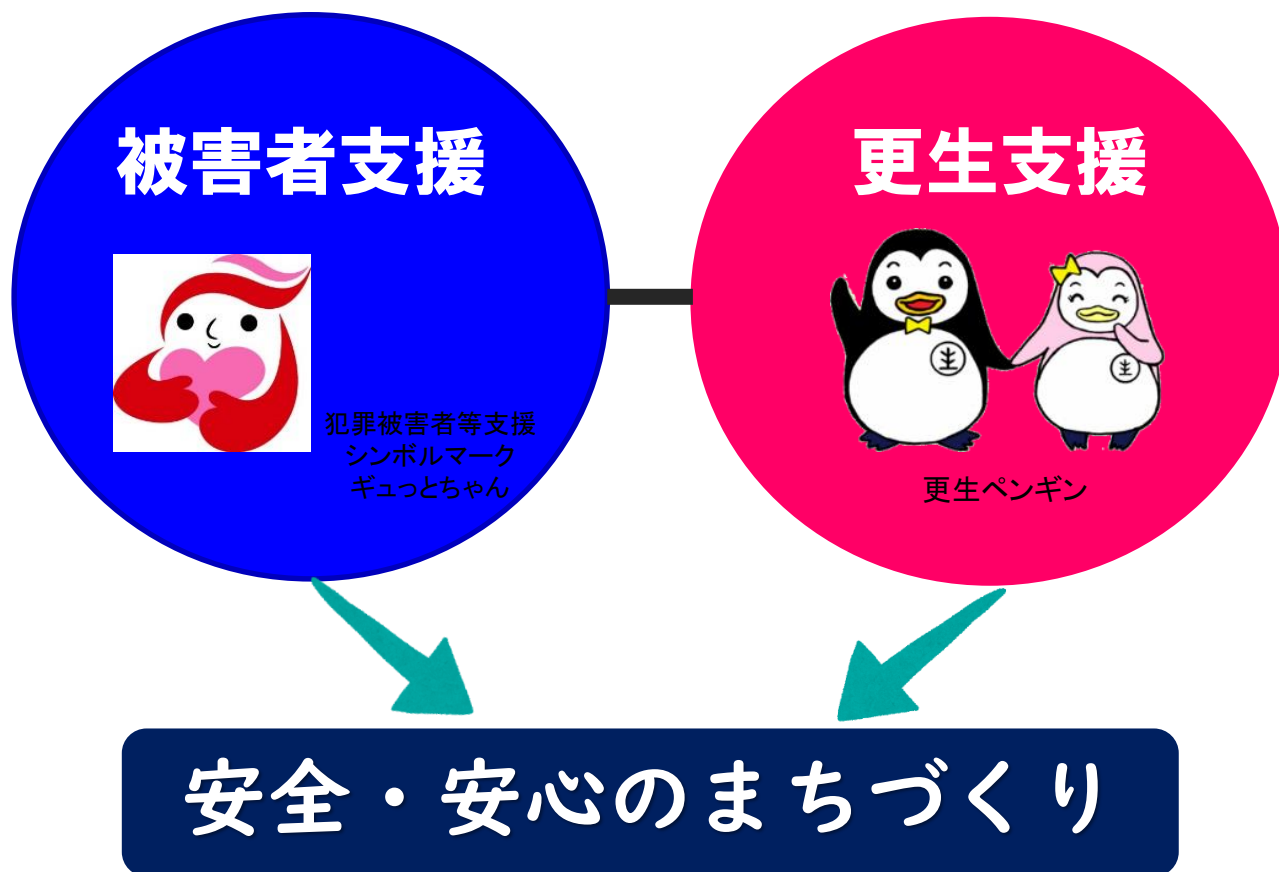 被害者支援
更生支援
犯罪被害者等支援
シンボルマーク
ギュっとちゃん
更生ペンギン
安全・安心のまちづくり